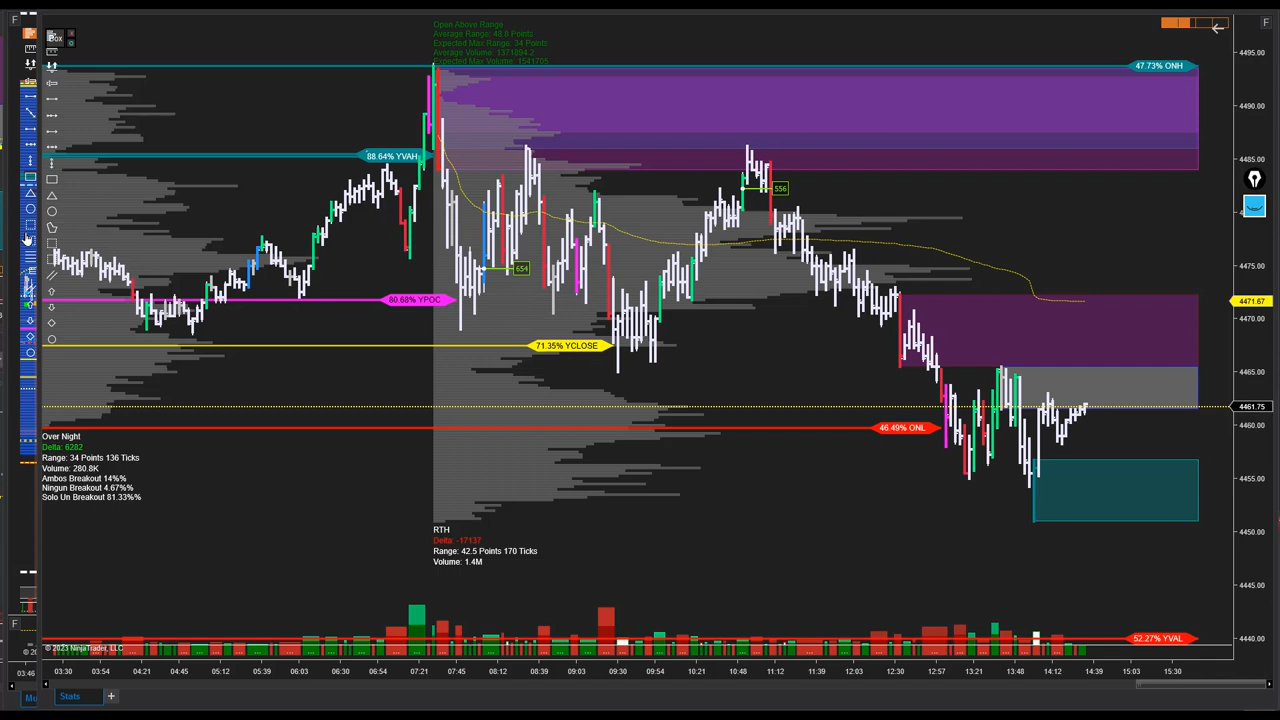 F
F
Open Above Range
Average Range: 48.8 Points
Expected Max Range: 34 Points
Average Volume: 1371894.2
Expected Max Volume: 1541705
4495.00
47.73% ONH
4490.00
88.64% YVAH
4485.00
556
654
4475.00
80.68% YPOC
4471.67
4470.00
71.35% YCLOSE
4465.00
4461.75
46.49% ONL
4460.00
Over Night
Delta: 6282
Range: 34 Points 136 Ticks
Volume: 280.8K
Ambos Breakout 14%%
Ningun Breakout 4.67%%
Solo Un Breakout 81.33%%
4455.00
RTH
Delta: -17137
Range: 42.5 Points 170 Ticks
Volume: 1.4M
4450.00
4445.00
F
52.27% YVAL
4440.00
© 2023 NinjaTrader, LLC
© 20
03:46
03:30 03:54 04:21 04:42 05:12 05:39 06:03 06:30 06:54 07:21 07:45 08:12 08:39 09:03 09:30 09:54 10:21 10:48 11:12 11:39 12:03 12:30 12:57 13:21 13:48 14:12 14:39 15:03 15:30
Mu
Stats
+